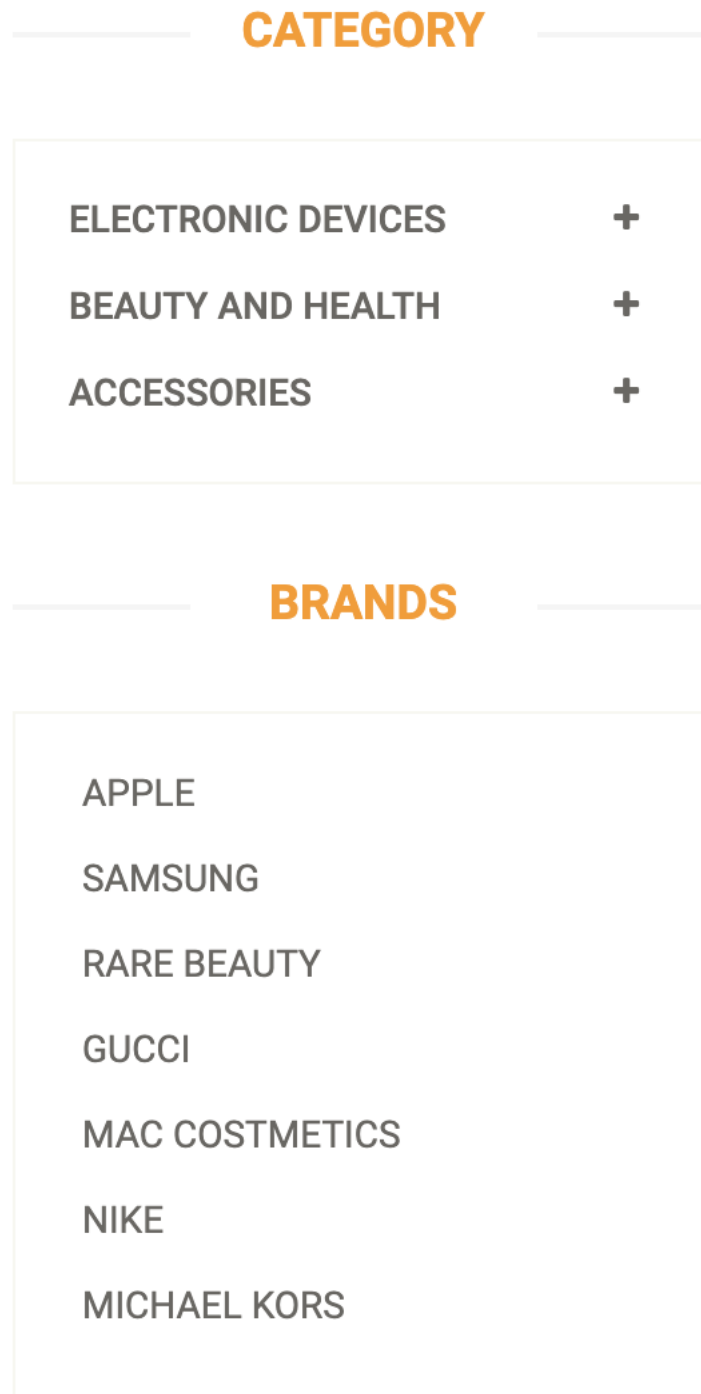 CATEGORY
ELECTRONIC DEVICES +
BEAUTY AND HEALTH +
ACCESSORIES +
BRANDS
APPLE
SAMSUNG
RARE BEAUTY
GUCCI
MAC COSTMETICS
NIKE
MICHAEL KORS